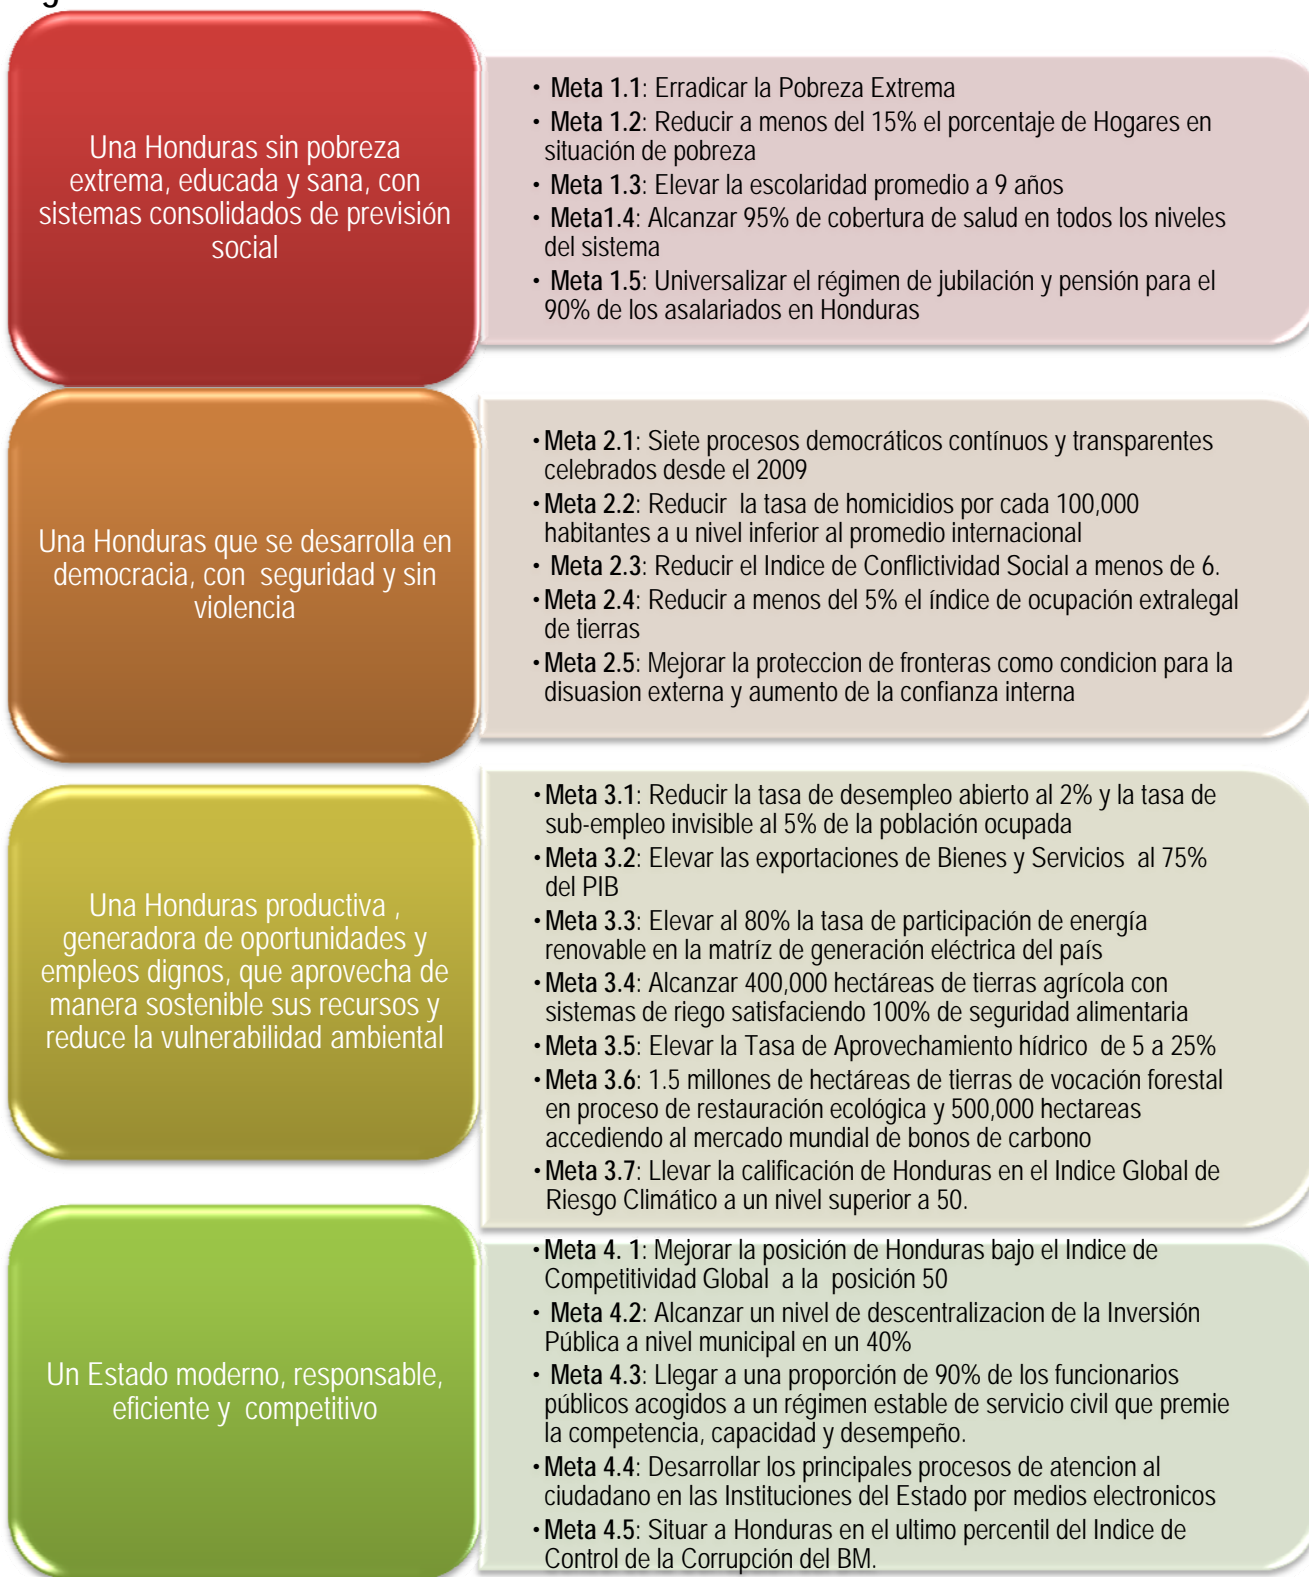 Una Honduras sin pobreza
extrema, educada y sana, con
sistemas consolidados de previsión
social
• Meta 1.1: Erradicar la Pobreza Extrema
• Meta 1.2: Reducir a menos del 15% el porcentaje de Hogares en
situación de pobreza
• Meta 1.3: Elevar la escolaridad promedio a 9 años
• Meta1.4: Alcanzar 95% de cobertura de salud en todos los niveles
del sistema
• Meta 1.5: Universalizar el régimen de jubilación y pensión para el
90% de los asalariados en Honduras
Una Honduras que se desarrolla en
democracia, con seguridad y sin
violencia
• Meta 2.1: Siete procesos democráticos contínuos y transparentes
celebrados desde el 2009
• Meta 2.2: Reducir la tasa de homicidios por cada 100,000
habitantes a u nivel inferior al promedio internacional
• Meta 2.3: Reducir el Indice de Conflictividad Social a menos de 6.
• Meta 2.4: Reducir a menos del 5% el índice de ocupación extralegal
de tierras
• Meta 2.5: Mejorar la proteccion de fronteras como condicion para la
disuasion externa y aumento de la confianza interna
Una Honduras productiva ,
generadora de oportunidades y
empleos dignos, que aprovecha de
manera sostenible sus recursos y
reduce la vulnerabilidad ambiental
• Meta 3.1: Reducir la tasa de desempleo abierto al 2% y la tasa de
sub-empleo invisible al 5% de la población ocupada
• Meta 3.2: Elevar las exportaciones de Bienes y Servicios al 75%
del PIB
• Meta 3.3: Elevar al 80% la tasa de participación de energía
renovable en la matríz de generación eléctrica del país
• Meta 3.4: Alcanzar 400,000 hectáreas de tierras agrícola con
sistemas de riego satisfaciendo 100% de seguridad alimentaria
• Meta 3.5: Elevar la Tasa de Aprovechamiento hídrico de 5 a 25%
• Meta 3.6: 1.5 millones de hectáreas de tierras de vocación forestal
en proceso de restauración ecológica y 500,000 hectareas
accediendo al mercado mundial de bonos de carbono
• Meta 3.7: Llevar la calificación de Honduras en el Indice Global de
Riesgo Climático a un nivel superior a 50.
Un Estado moderno, responsable,
eficiente y competitivo
• Meta 4. 1: Mejorar la posición de Honduras bajo el Indice de
Competitividad Global a la posición 50
• Meta 4.2: Alcanzar un nivel de descentralizacion de la Inversión
Pública a nivel municipal en un 40%
• Meta 4.3: Llegar a una proporción de 90% de los funcionarios
públicos acogidos a un régimen estable de servicio civil que premie
la competencia, capacidad y desempeño.
• Meta 4.4: Desarrollar los principales procesos de atencion al
ciudadano en las Instituciones del Estado por medios electronicos
• Meta 4.5: Situar a Honduras en el ultimo percentil del Indice de
Control de la Corrupción del BM.